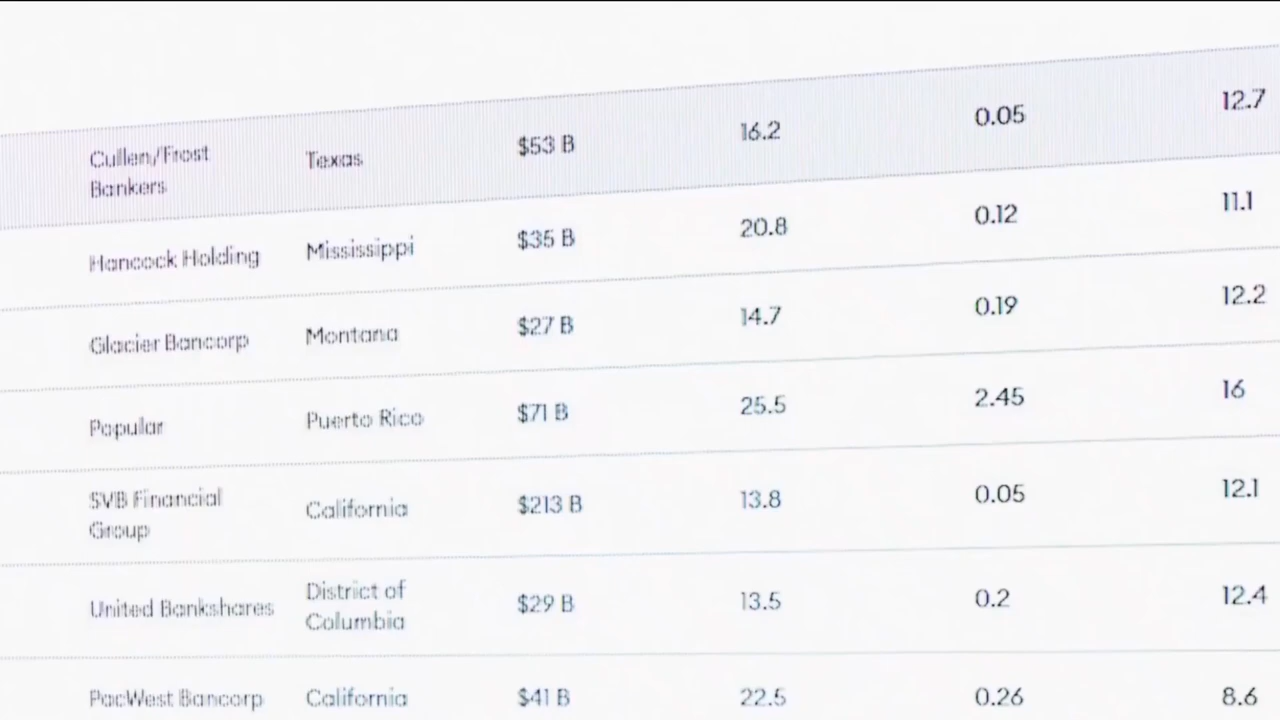 Cullen/Frost Bankers Texas $53 B 16.2 0.05 12.7
Hancock Holding Mississippi $35 B 20.8 0.12 11.1
Glacier Bancorp Montana $27 B 14.7 0.19 12.2
Popular Puerto Rico $71 B 25.5 2.45 16
SVB Financial Group California $213 B 13.8 0.05 12.1
United Bankshares District of Columbia $29 B 13.5 0.2 12.4
PacWest Bancorp California $41 B 22.5 0.26 8.6